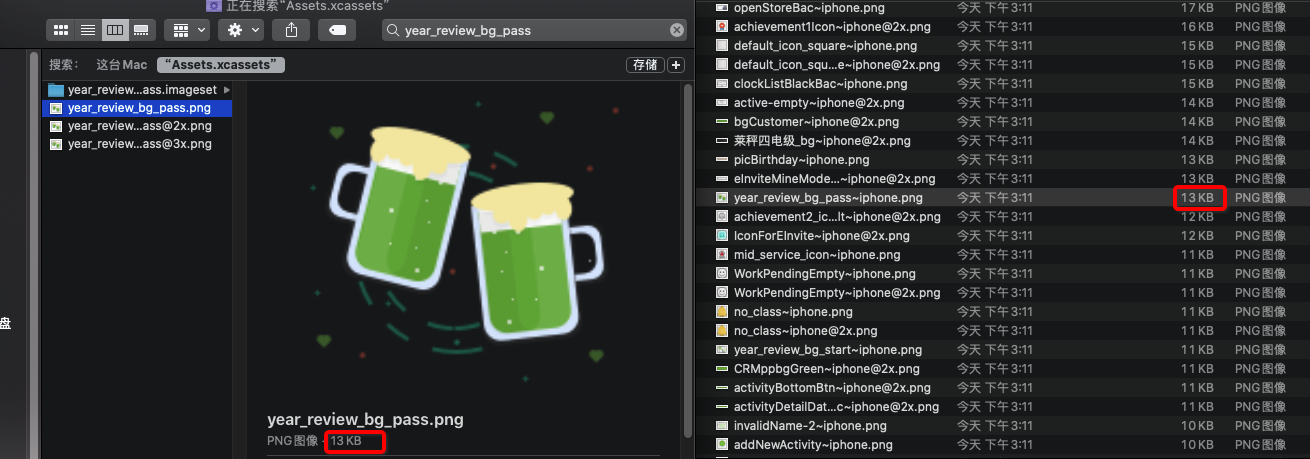 正在搜索“Assets.xcassets”
year_review_bg_pass
搜索： 这台Mac “Assets.xcassets” 存储 +
year_review...ass.imageset
year_review_bg_pass.png
year_review...ass@2x.png
year_review...ass@3x.png
year_review_bg_pass.png
PNG图像 - 13 KB
盘
openStoreBac~iphone.png 今天 下午3:11 17 KB PNG图像
achievement1Icon~iphone@2x.png 今天 下午3:11 16 KB PNG图像
default_icon_square~iphone.png 今天 下午3:11 15 KB PNG图像
default_icon_squ...e~iphone@2x.png 今天 下午3:11 15 KB PNG图像
clockListBlackBac~iphone.png 今天 下午3:11 15 KB PNG图像
active-empty~iphone@2x.png 今天 下午3:11 14 KB PNG图像
bgCustomer~iphone.png 今天 下午3:11 14 KB PNG图像
莱秤四电级_bg~iphone@2x.png 今天 下午3:11 14 KB PNG图像
picBirthday~iphone.png 今天 下午3:11 13 KB PNG图像
eInviteMineMode...~iphone@2x.png 今天 下午3:11 13 KB PNG图像
year_review_bg_pass~iphone.png 今天 下午3:11 13 KB PNG图像
achievement2_ic...lt~iphone@2x.png 今天 下午3:11 12 KB PNG图像
IconForEInvite~iphone@2x.png 今天 下午3:11 12 KB PNG图像
mid_service_icon~iphone.png 今天 下午3:11 11 KB PNG图像
WorkPendingEmpty~iphone.png 今天 下午3:11 11 KB PNG图像
WorkPendingEmpty~iphone@2x.png 今天 下午3:11 11 KB PNG图像
no_class~iphone.png 今天 下午3:11 11 KB PNG图像
no_class~iphone@2x.png 今天 下午3:11 11 KB PNG图像
year_review_bg_start~iphone.png 今天 下午3:11 11 KB PNG图像
CRMppbgGreen~iphone@2x.png 今天 下午3:11 11 KB PNG图像
activityBottomBtn~iphone@2x.png 今天 下午3:11 11 KB PNG图像
activityDetailDat...c~iphone@2x.png 今天 下午3:11 11 KB PNG图像
invalidName-2~iphone.png 今天 下午3:11 10 KB PNG图像
addNewActivity~iphone.png 今天 下午3:11 10 KB PNG图像